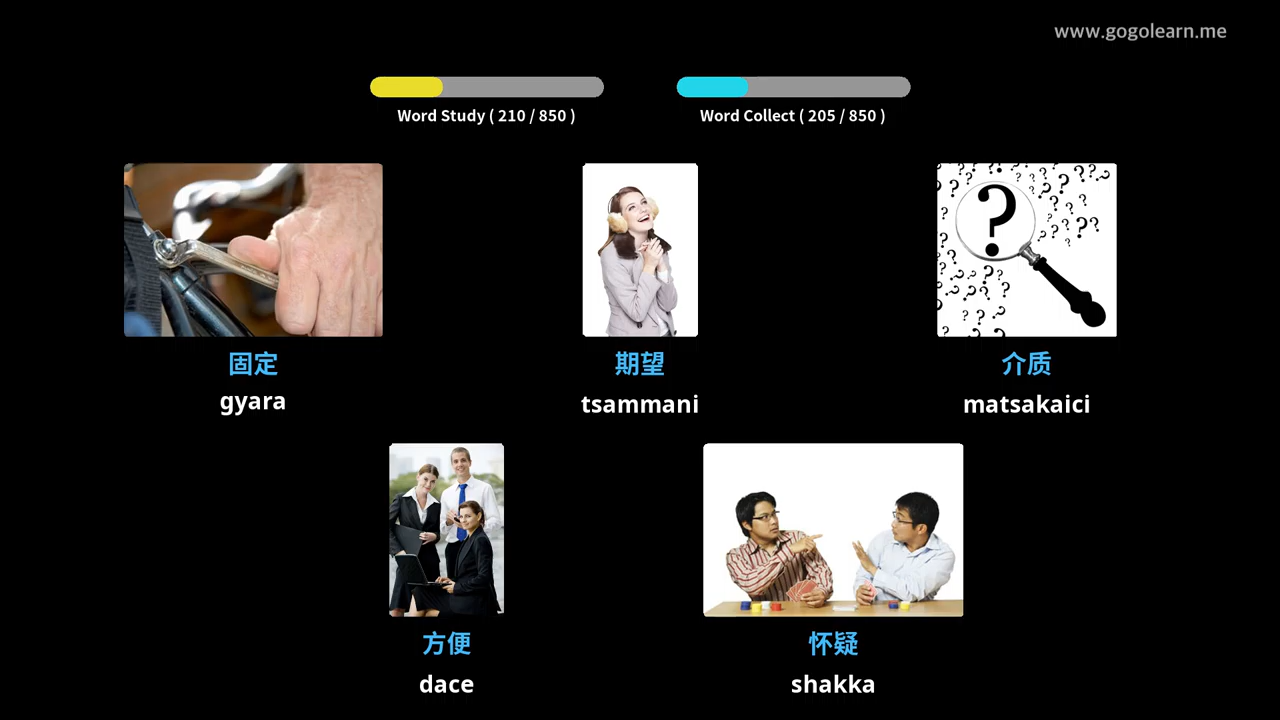 www.gogolearn.me
Word Study ( 210 / 850 )
Word Collect ( 205 / 850 )
固定
gyara
期望
tsammani
介质
matsakaici
方便
dace
怀疑
shakka